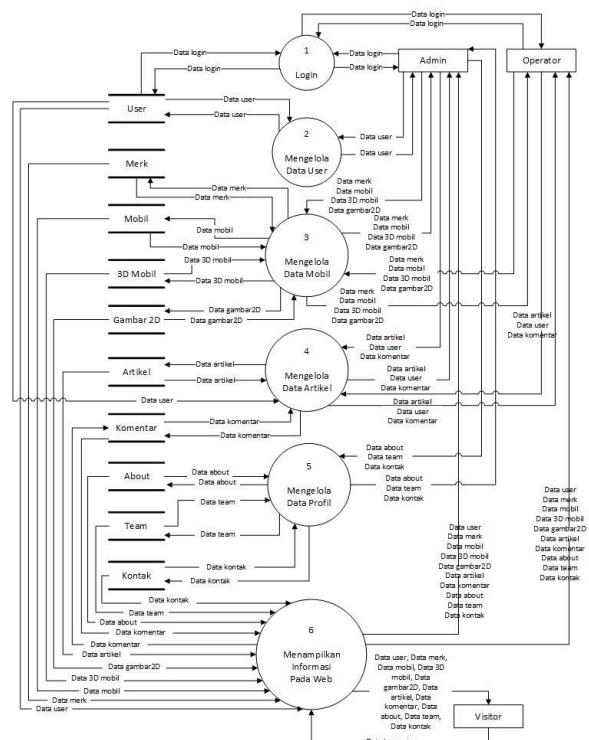 Data login
Data login
1
Login
Data login
Data login
Data login
Data login
Admin
Operator
User
Data user
Data user
2
Mengelola
Data User
Data user
Data user
Merk
Data merk
Data merk
Data merk
Data mobil
Data 3D mobil
Data gambar2D
Mobil
Data mobil
Data mobil
3
Mengelola
Data Mobil
Data merk
Data mobil
Data 3D mobil
Data gambar2D
3D Mobil
Data 3D mobil
Data 3D mobil
Data merk
Data mobil
Data 3D mobil
Data gambar2D
Gambar 2D
Data gambar2D
Data gambar2D
Data merk
Data mobil
Data 3D mobil
Data gambar2D
Data artikel
Data user
Data komentar
Artikel
Data artikel
Data artikel
4
Mengelola
Data Artikel
Data artikel
Data user
Data komentar
Data artikel
Data user
Data komentar
Data user
Data artikel
Data user
Data komentar
Komentar
Data komentar
Data komentar
About
Data about
Data about
5
Mengelola
Data Profil
Data about
Data team
Data kontak
Data about
Data team
Data kontak
Team
Data team
Data team
Kontak
Data kontak
Data kontak
Data user
Data merk
Data mobil
Data 3D mobil
Data gambar2D
Data artikel
Data komentar
Data about
Data team
Data kontak
Data user
Data merk
Data mobil
Data 3D mobil
Data gambar2D
Data artikel
Data komentar
Data about
Data team
Data kontak
Data kontak
Data team
Data about
Data komentar
Data komentar
Data artikel
Data gambar2D
Data 3D mobil
Data mobil
Data merk
Data user
6
Menampilkan
Informasi
Pada Web
Data user, Data merk,
Data mobil, Data 3D
mobil, Data
gambar2D, Data
artikel, Data
komentar, Data
about, Data team,
Data kontak
Visitor